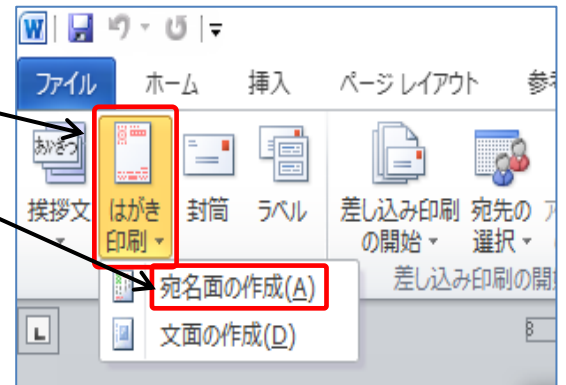 W
ファイル ホーム 挿入 ページ レイアウト 参考
あいさつ
挨拶文 はがき 封筒 ラベル 差し込み印刷 宛先の
印刷 の開始 選択
差し込み印刷の開
宛名面の作成(A)
文面の作成(D)
L 8